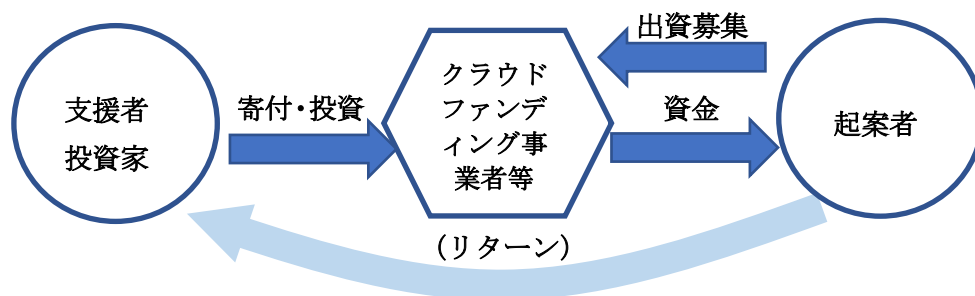 支援者
投資家
寄付・投資
クラウド
ファンデ
ィング事
業者等
出資募集
資金
起案者
(リターン)